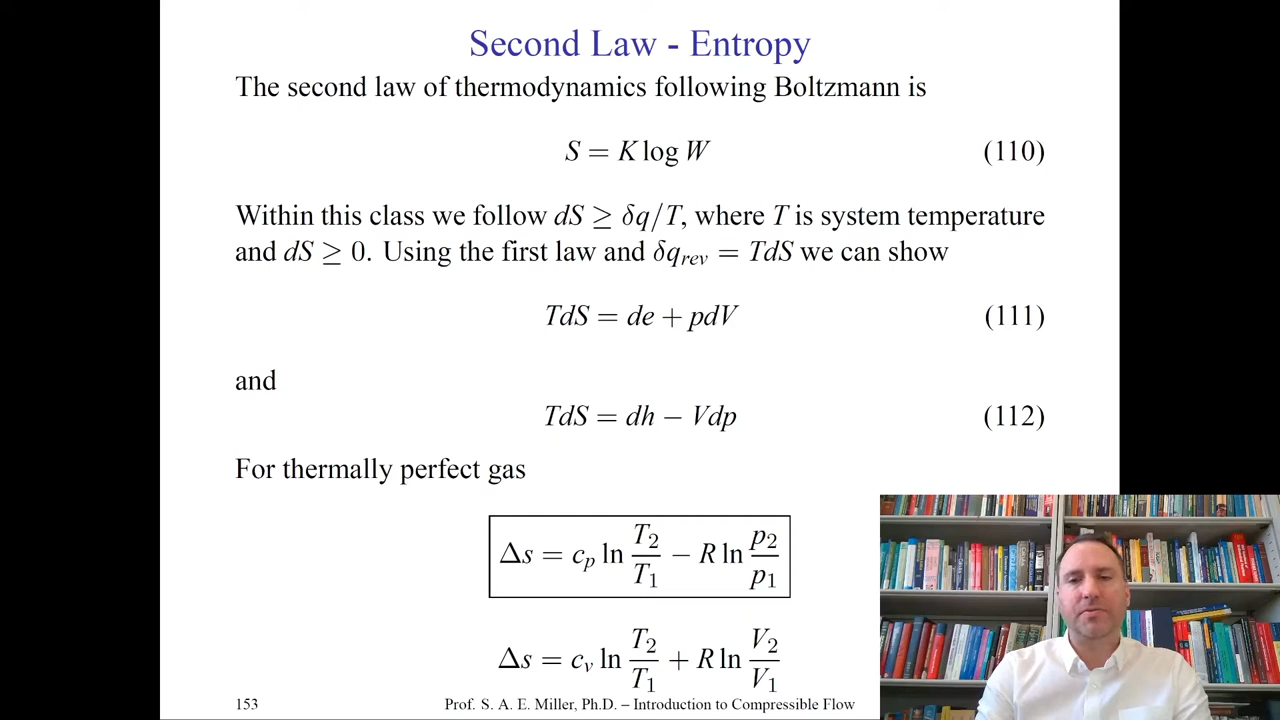 Second Law - Entropy
The second law of thermodynamics following Boltzmann is
S = K log W (110)
Within this class we follow dS ≥ δq/T, where T is system temperature
and dS ≥ 0. Using the first law and δq_rev = TdS we can show
TdS = de + pdV (111)
and
TdS = dh − Vdp (112)
For thermally perfect gas
Δs = c_p ln T_2/T_1 − R ln p_2/p_1
Δs = c_v ln T_2/T_1 + R ln V_2/V_1
153 Prof. S. A. E. Miller, Ph.D. – Introduction to Compressible Flow